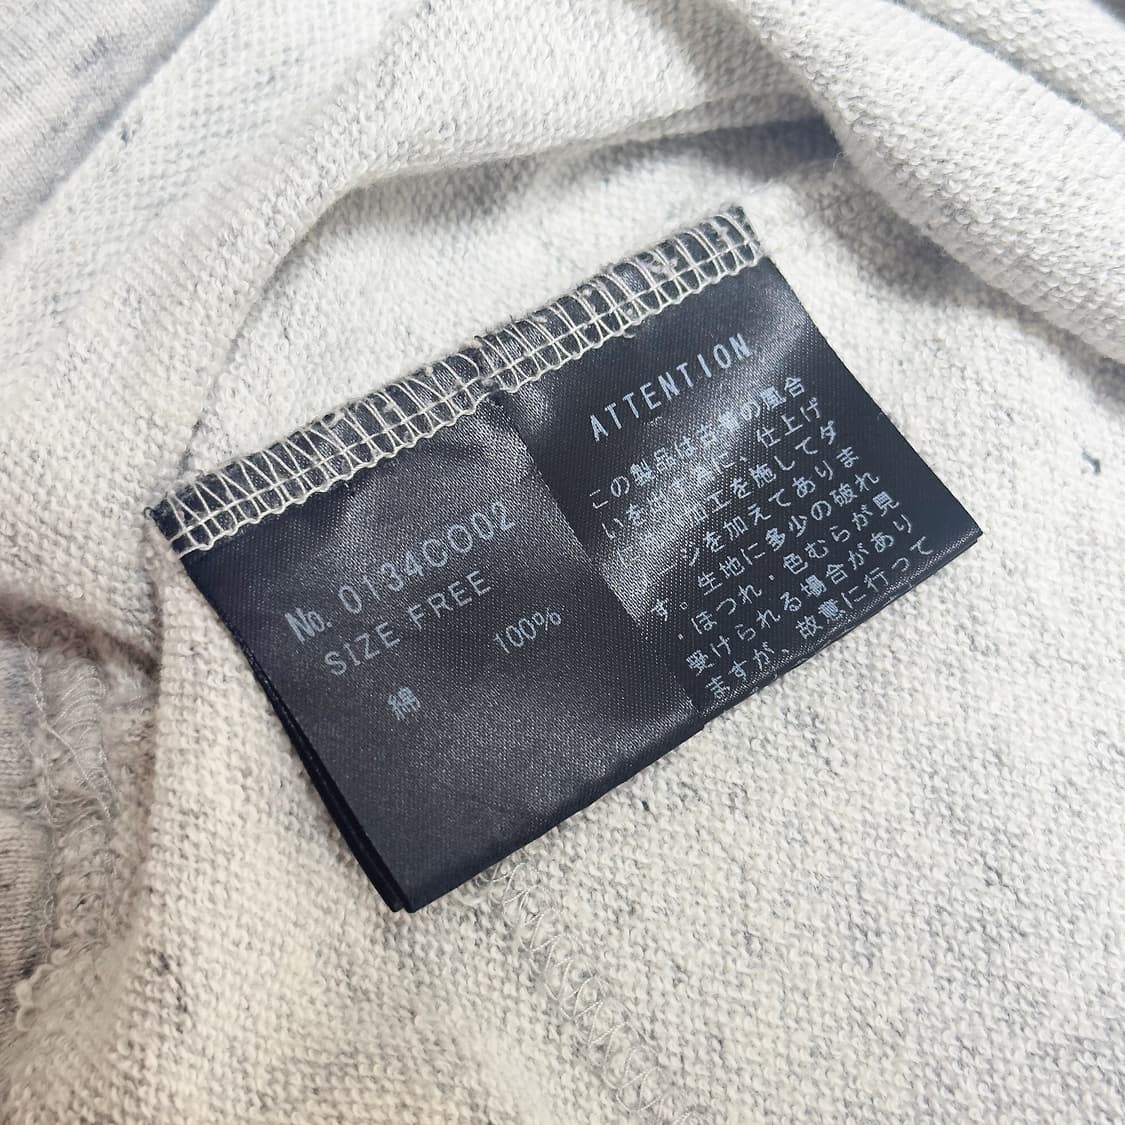 No. 0134CO02
SIZE FREE
綿 100%
ATTENTION
この製品は古着の風合
いを出す為に、仕上げ
加工を施してダ
ジを加えてありま
す。生地に多少の破れ
・ほつれ・色むらが見
受けられる場合があり
ますが、故意に行って